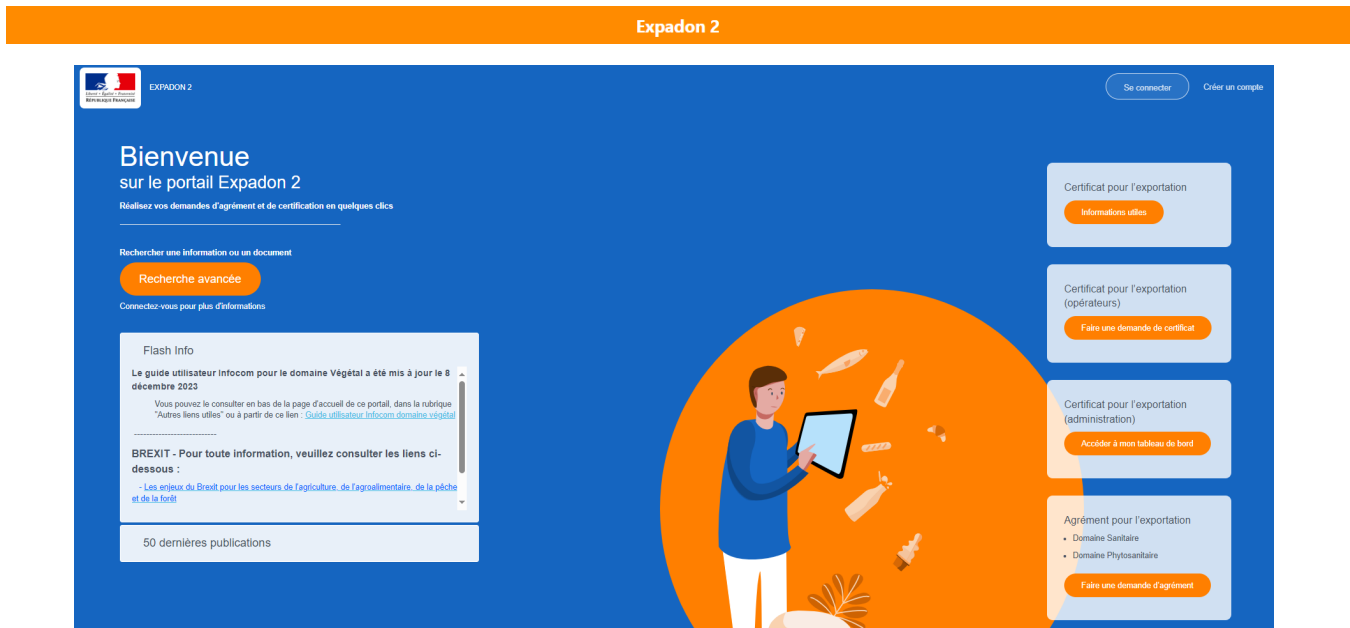 Expadon 2
RÉPUBLIQUE FRANÇAISE
EXPADON 2
Se connecter
Créer un compte
Bienvenue
sur le portail Expadon 2
Réalisez vos demandes d'agrément et de certification en quelques clics
Rechercher une information ou un document
Recherche avancée
Connectez-vous pour plus d'informations
Flash Info
Le guide utilisateur Infocom pour le domaine Végétal a été mis à jour le 8
décembre 2023
Vous pouvez le consulter en bas de la page d'accueil de ce portail, dans la rubrique
"Autres liens utiles" ou à partir de ce lien : Guide utilisateur Infocom domaine végétal
---------------------------
BREXIT - Pour toute information, veuillez consulter les liens ci-
dessous :
- Les enjeux du Brexit pour les secteurs de l'agriculture, de l'agroalimentaire, de la pêche
et de la forêt
50 dernières publications
Certificat pour l'exportation
Informations utiles
Certificat pour l'exportation
(opérateurs)
Faire une demande de certificat
Certificat pour l'exportation
(administration)
Accéder à mon tableau de bord
Agrément pour l'exportation
• Domaine Sanitaire
• Domaine Phytosanitaire
Faire une demande d'agrément